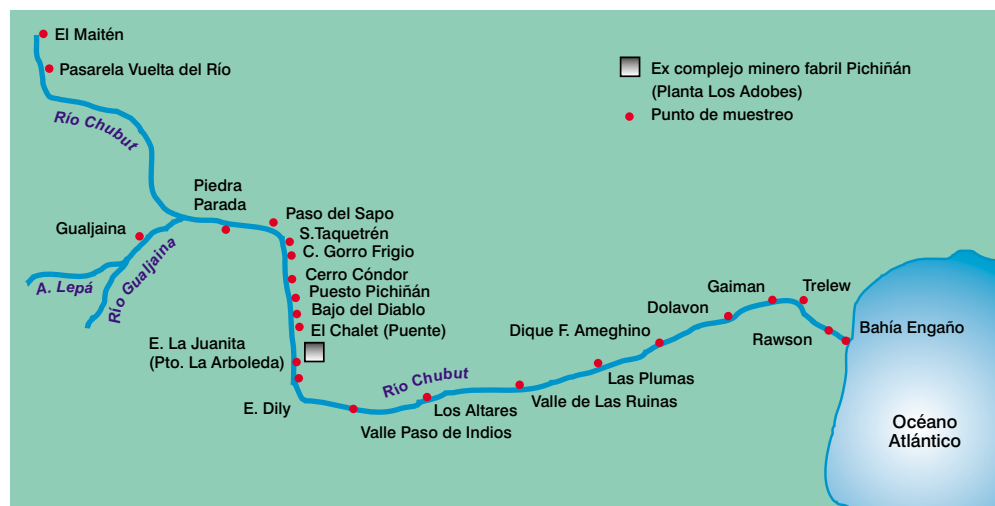 El Maitén
Pasarela Vuelta del Río
Río Chubut
Ex complejo minero fabril Pichiñán
(Planta Los Adobes)
Punto de muestreo
Piedra
Parada
Gualjaina
A. Lepá
Río Gualjaina
Paso del Sapo
S.Taquetrén
C. Gorro Frigio
Cerro Cóndor
Puesto Pichiñán
Bajo del Diablo
El Chalet (Puente)
E. La Juanita
(Pto. La Arboleda)
E. Dily
Valle Paso de Indios
Río Chubut
Los Altares
Valle de Las Ruinas
Las Plumas
Dique F. Ameghino
Dolavon
Gaiman
Trelew
Rawson
Bahía Engaño
Océano
Atlántico